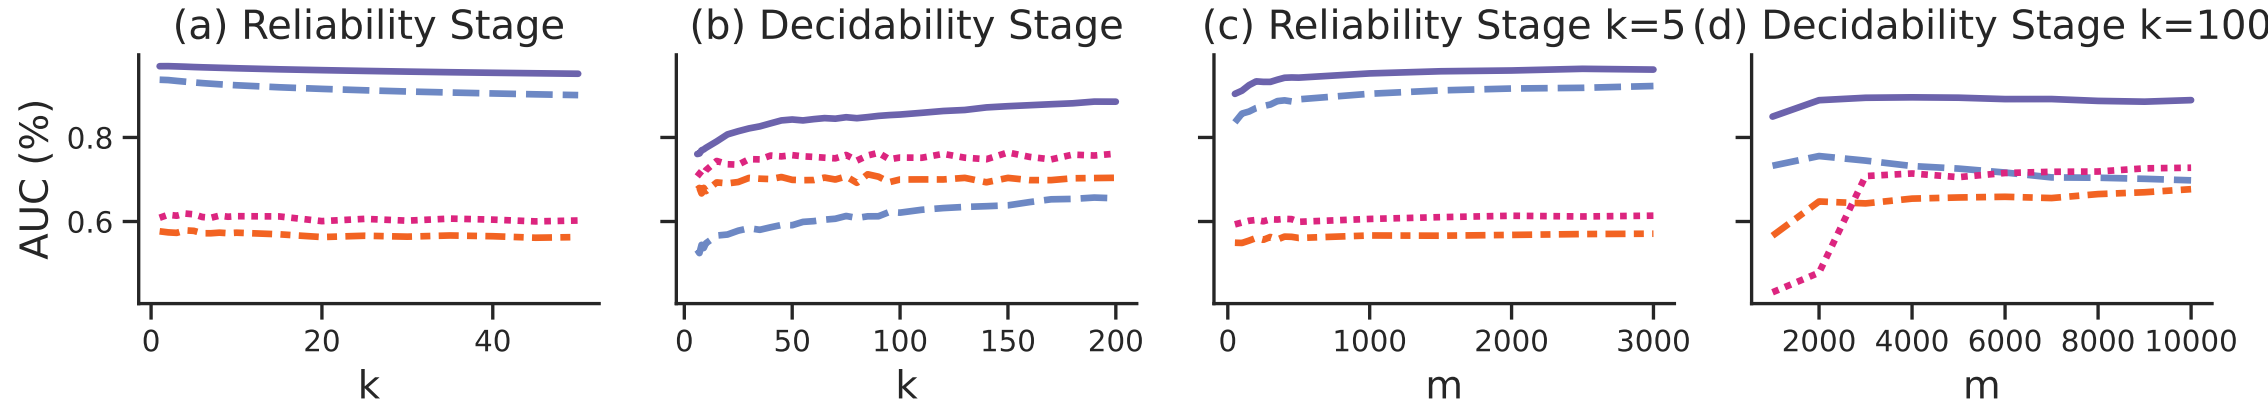 (a) Reliability Stage
(b) Decidability Stage
(c) Reliability Stage k=5
(d) Decidability Stage k=100
AUC (%)
0.8
0.6
0 20 40
k
0 50 100 150 200
k
0 1000 2000 3000
m
2000 4000 6000 8000 10000
m